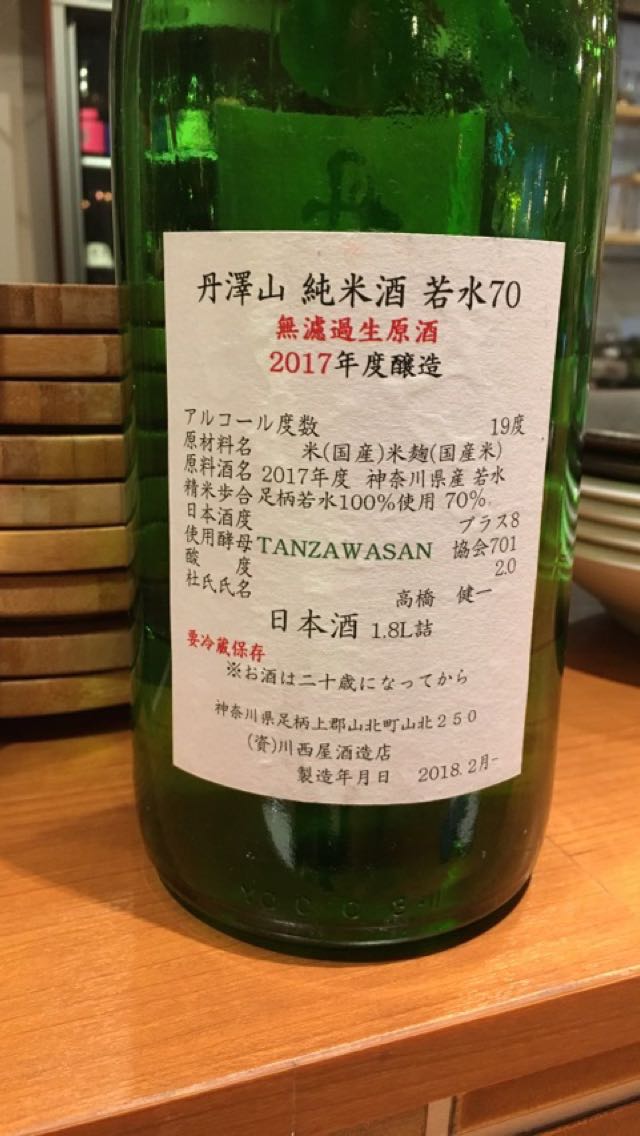 丹澤山 純米酒 若水70
無濾過生原酒
2017年度醸造
アルコール度数 19度
原材料名 米(国産)米麹(国産米)
原料酒名 2017年度 神奈川県産 若水
精米歩合 足柄若水100%使用 70%
日本酒度 プラス8
使用酵母 TANZAWASAN 協会701
酸度 2.0
杜氏氏名 高橋 健一
日本酒 1.8L詰
要冷蔵保存
※お酒は二十歳になってから
神奈川県足柄上郡山北町山北250
(資)川西屋酒造店
製造年月日 2018.2月-